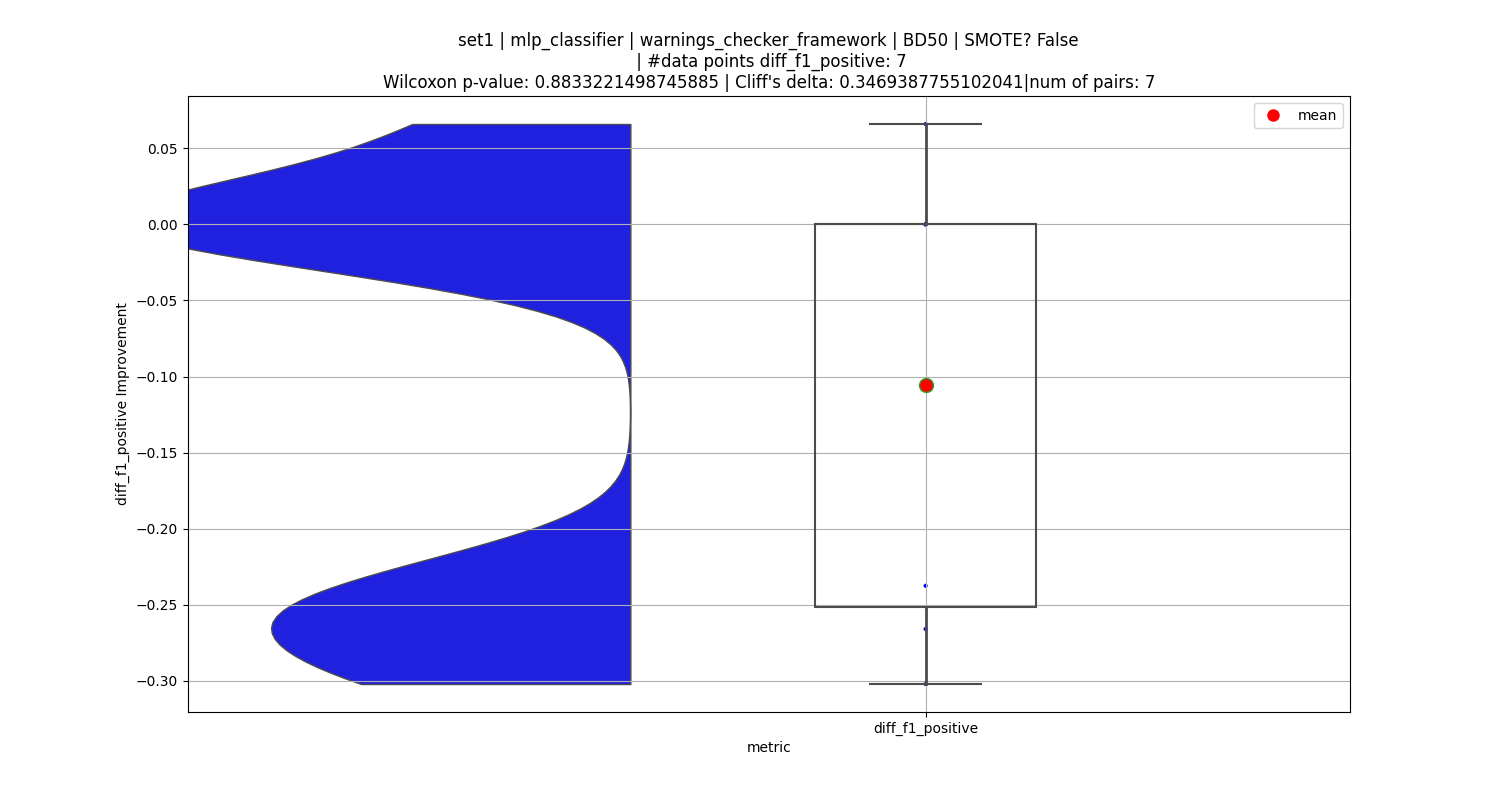 set1 | mlp_classifier | warnings_checker_framework | BD50 | SMOTE? False
| #data points diff_f1_positive: 7
Wilcoxon p-value: 0.8833221498745885 | Cliff's delta: 0.3469387755102041|num of pairs: 7
mean
0.05
0.00
−0.05
−0.10
−0.15
−0.20
−0.25
−0.30
diff_f1_positive Improvement
diff_f1_positive
metric